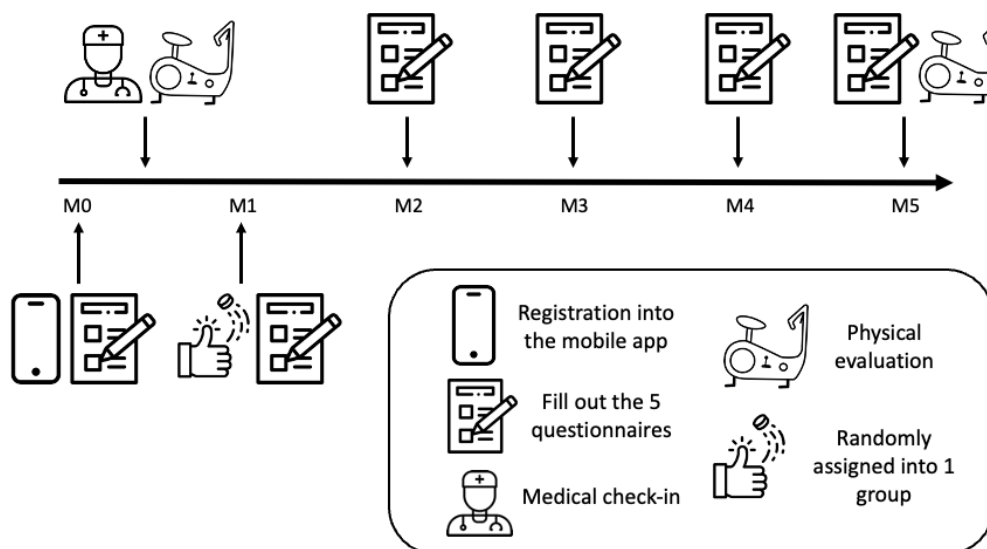 M0
M1
M2
M3
M4
M5
Registration into
the mobile app
Fill out the 5
questionnaires
Medical check-in
Physical
evaluation
Randomly
assigned into 1
group